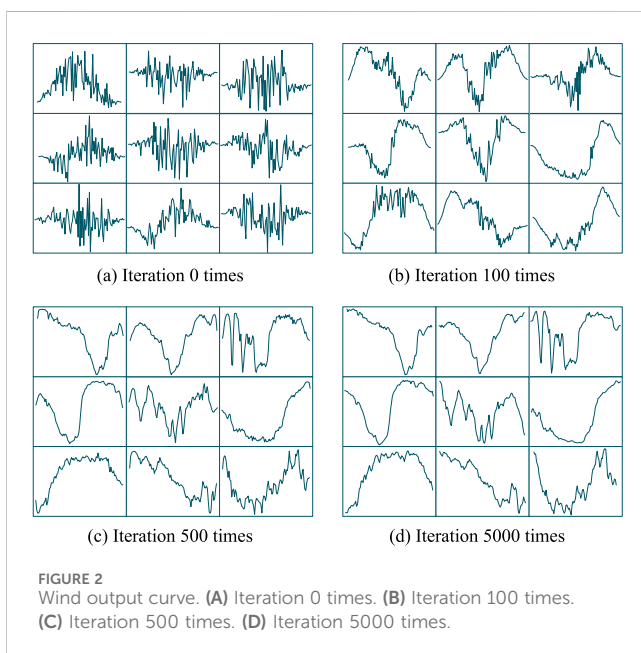 (a) Iteration 0 times
(b) Iteration 100 times
(c) Iteration 500 times
(d) Iteration 5000 times
FIGURE 2
Wind output curve. (A) Iteration 0 times. (B) Iteration 100 times.
(C) Iteration 500 times. (D) Iteration 5000 times.